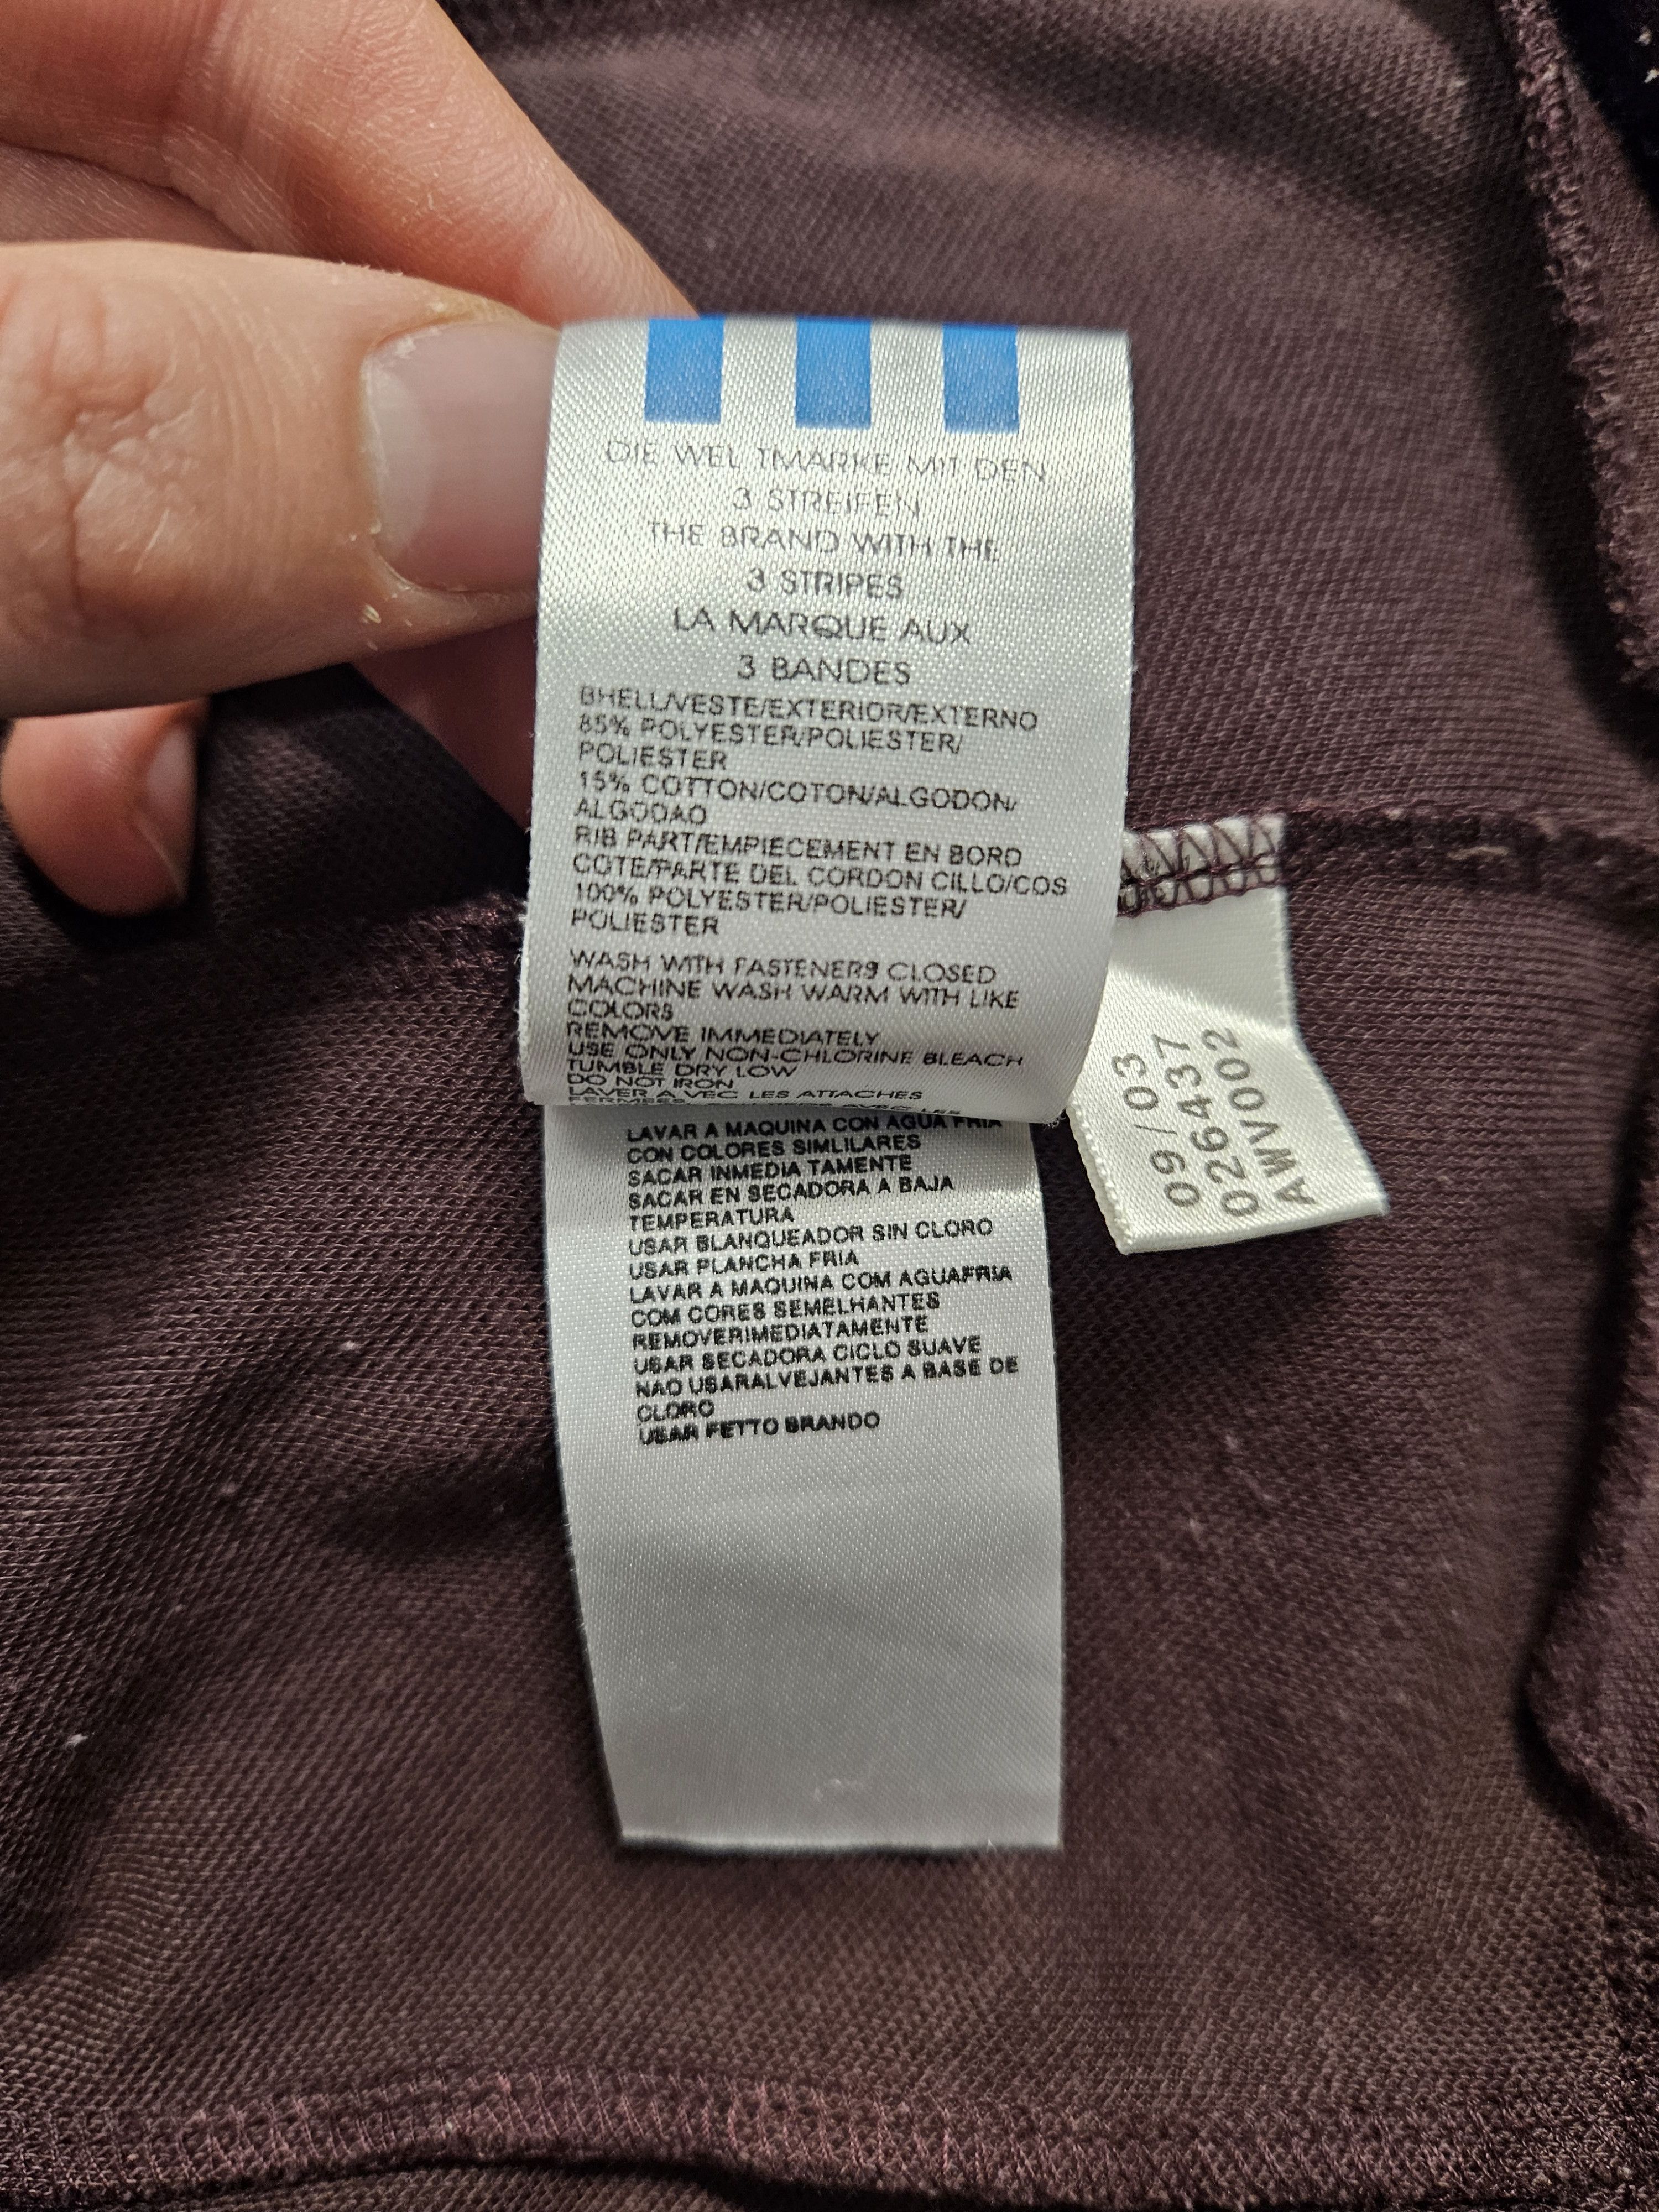 DIE WEL TMARKE MIT DEN
3 STREIFEN
THE BRAND WITH THE
3 STRIPES
LA MARQUE AUX
3 BANDES
BHELL/VESTE/EXTERIOR/EXTERNO
85% POLYESTER/POLIESTER/
POLIESTER
15% COTTON/COTON/ALGODON/
ALGODAO
RIB PART/EMPIECEMENT EN BORD
COTE/PARTE DEL CORDON CILLO/COS
100% POLYESTER/POLIESTER/
POLIESTER
WASH WITH FASTENERS CLOSED
MACHINE WASH WARM WITH LIKE
COLORS
REMOVE IMMEDIATELY
USE ONLY NON-CHLORINE BLEACH
TUMBLE DRY LOW
DO NOT IRON
LAVER A VEC LES ATTACHES
FERMEES AVEC LES
LAVAR A MAQUINA CON AGUA FRIA
CON COLORES SIMLILARES
SACAR INMEDIA TAMENTE
SACAR EN SECADORA A BAJA
TEMPERATURA
USAR BLANQUEADOR SIN CLORO
USAR PLANCHA FRIA
LAVAR A MAQUINA COM AGUAFRIA
COM CORES SEMELHANTES
REMOVERIMEDIATAMENTE
USAR SECADORA CICLO SUAVE
NAO USARALVEJANTES A BASE DE
CLORO
USAR FETTO BRANDO
09/03
026437
AWV002